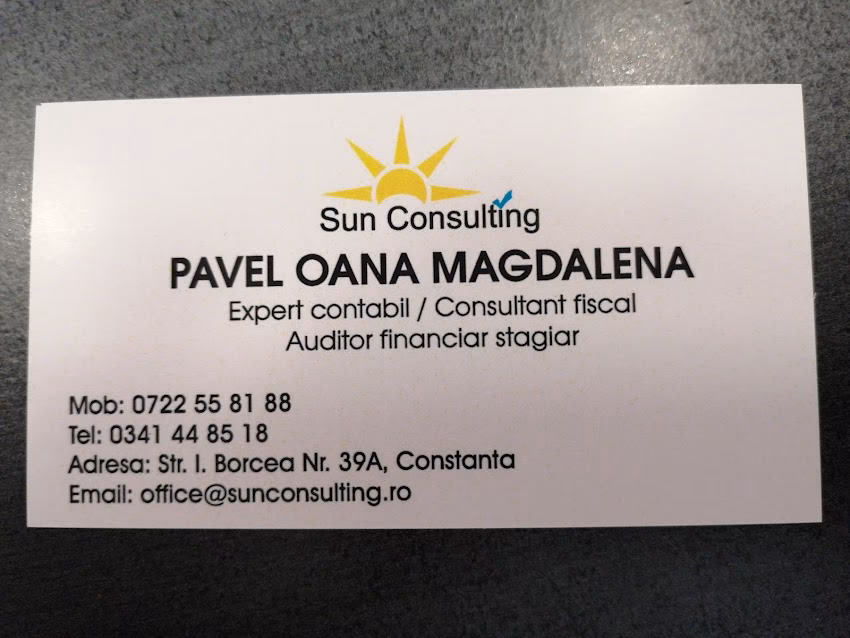 Sun Consulting
PAVEL OANA MAGDALENA
Expert contabil / Consultant fiscal
Auditor financiar stagiar
Mob: 0722 55 81 88
Tel: 0341 44 85 18
Adresa: Str. I. Borcea Nr. 39A, Constanta
Email: office@sunconsulting.ro